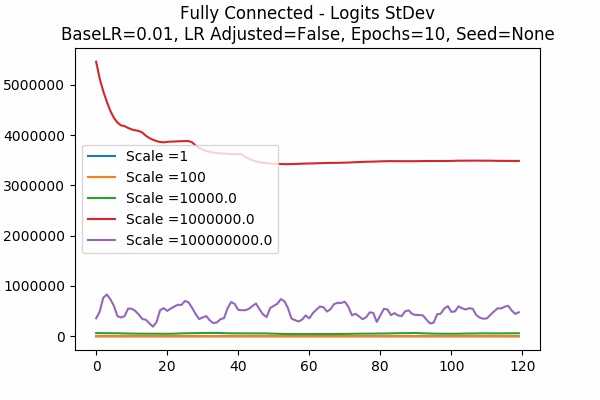 Fully Connected - Logits StDev
BaseLR=0.01, LR Adjusted=False, Epochs=10, Seed=None
5000000
4000000
3000000
2000000
1000000
0
Scale =1
Scale =100
Scale =10000.0
Scale =1000000.0
Scale =100000000.0
0 20 40 60 80 100 120